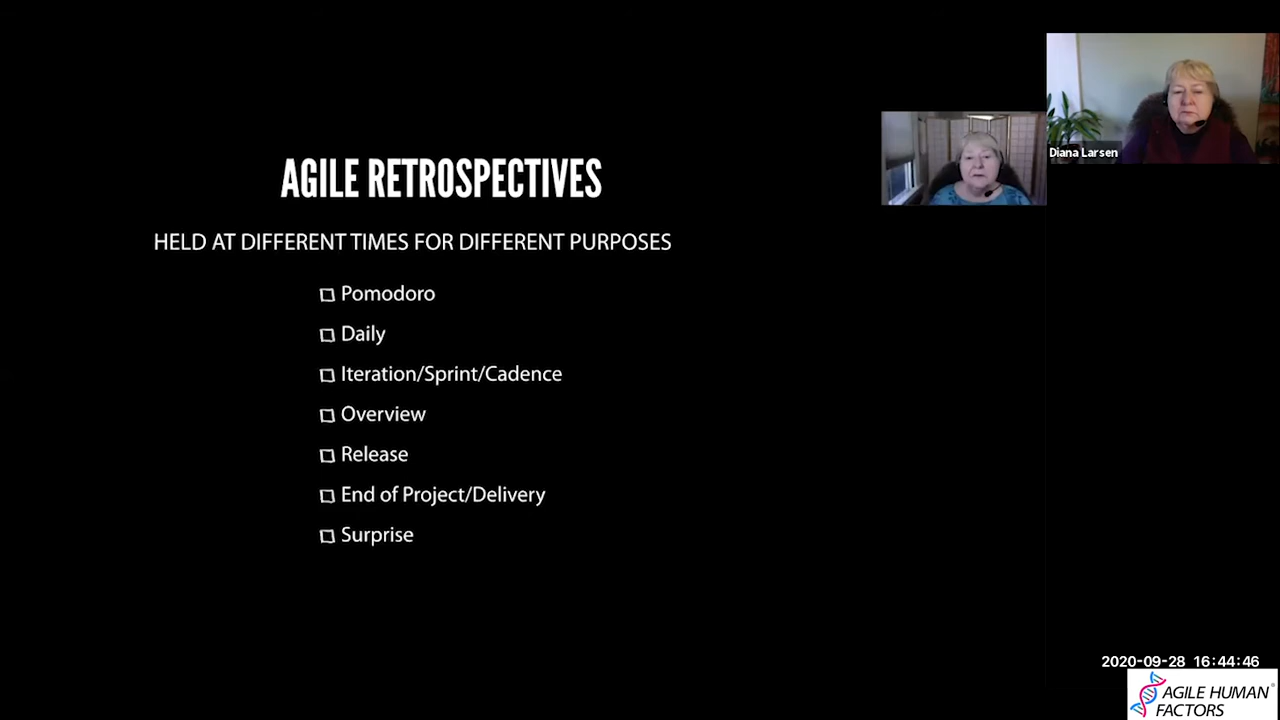 AGILE RETROSPECTIVES
HELD AT DIFFERENT TIMES FOR DIFFERENT PURPOSES
Pomodoro
Daily
Iteration/Sprint/Cadence
Overview
Release
End of Project/Delivery
Surprise
Diana Larsen
2020-09-28 16:44:46
AGILE HUMAN
FACTORS